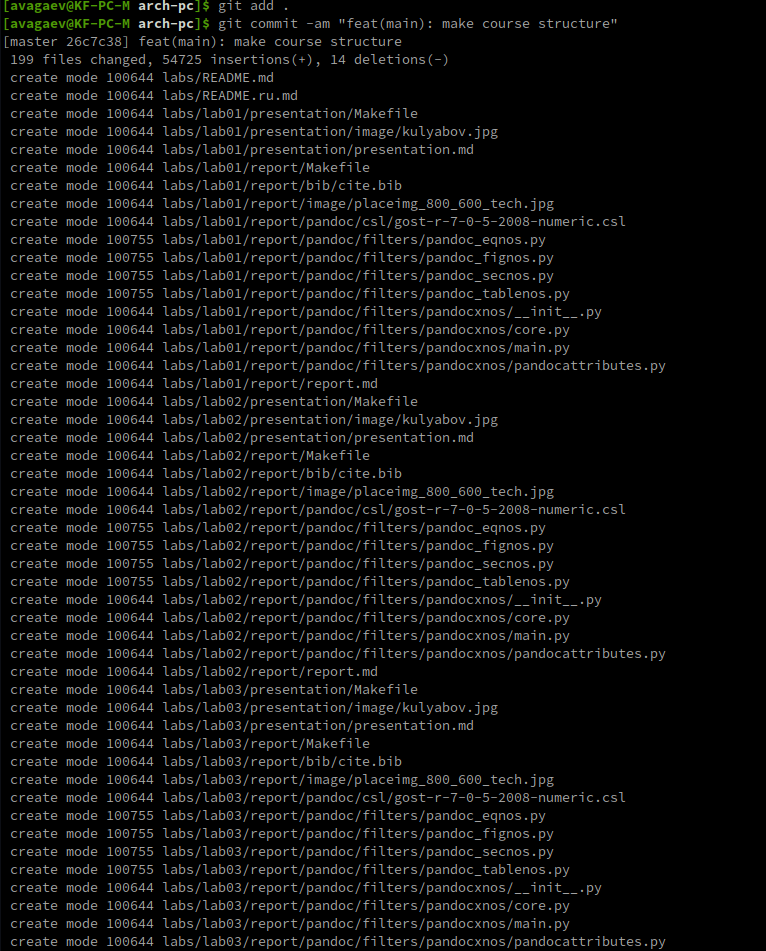 [avagaev@KF-PC-M arch-pc]$ git add .
[avagaev@KF-PC-M arch-pc]$ git commit -am "feat(main): make course structure"
[master 26c7c38] feat(main): make course structure
 199 files changed, 54725 insertions(+), 14 deletions(-)
 create mode 100644 labs/README.md
 create mode 100644 labs/README.ru.md
 create mode 100644 labs/lab01/presentation/Makefile
 create mode 100644 labs/lab01/presentation/image/kulyabov.jpg
 create mode 100644 labs/lab01/presentation/presentation.md
 create mode 100644 labs/lab01/report/Makefile
 create mode 100644 labs/lab01/report/bib/cite.bib
 create mode 100644 labs/lab01/report/image/placeimg_800_600_tech.jpg
 create mode 100644 labs/lab01/report/pandoc/csl/gost-r-7-0-5-2008-numeric.csl
 create mode 100755 labs/lab01/report/pandoc/filters/pandoc_eqnos.py
 create mode 100755 labs/lab01/report/pandoc/filters/pandoc_fignos.py
 create mode 100755 labs/lab01/report/pandoc/filters/pandoc_secnos.py
 create mode 100755 labs/lab01/report/pandoc/filters/pandoc_tablenos.py
 create mode 100644 labs/lab01/report/pandoc/filters/pandocxnos/__init__.py
 create mode 100644 labs/lab01/report/pandoc/filters/pandocxnos/core.py
 create mode 100644 labs/lab01/report/pandoc/filters/pandocxnos/main.py
 create mode 100644 labs/lab01/report/pandoc/filters/pandocxnos/pandocattributes.py
 create mode 100644 labs/lab01/report/report.md
 create mode 100644 labs/lab02/presentation/Makefile
 create mode 100644 labs/lab02/presentation/image/kulyabov.jpg
 create mode 100644 labs/lab02/presentation/presentation.md
 create mode 100644 labs/lab02/report/Makefile
 create mode 100644 labs/lab02/report/bib/cite.bib
 create mode 100644 labs/lab02/report/image/placeimg_800_600_tech.jpg
 create mode 100644 labs/lab02/report/pandoc/csl/gost-r-7-0-5-2008-numeric.csl
 create mode 100755 labs/lab02/report/pandoc/filters/pandoc_eqnos.py
 create mode 100755 labs/lab02/report/pandoc/filters/pandoc_fignos.py
 create mode 100755 labs/lab02/report/pandoc/filters/pandoc_secnos.py
 create mode 100755 labs/lab02/report/pandoc/filters/pandoc_tablenos.py
 create mode 100644 labs/lab02/report/pandoc/filters/pandocxnos/__init__.py
 create mode 100644 labs/lab02/report/pandoc/filters/pandocxnos/core.py
 create mode 100644 labs/lab02/report/pandoc/filters/pandocxnos/main.py
 create mode 100644 labs/lab02/report/pandoc/filters/pandocxnos/pandocattributes.py
 create mode 100644 labs/lab02/report/report.md
 create mode 100644 labs/lab03/presentation/Makefile
 create mode 100644 labs/lab03/presentation/image/kulyabov.jpg
 create mode 100644 labs/lab03/presentation/presentation.md
 create mode 100644 labs/lab03/report/Makefile
 create mode 100644 labs/lab03/report/bib/cite.bib
 create mode 100644 labs/lab03/report/image/placeimg_800_600_tech.jpg
 create mode 100644 labs/lab03/report/pandoc/csl/gost-r-7-0-5-2008-numeric.csl
 create mode 100755 labs/lab03/report/pandoc/filters/pandoc_eqnos.py
 create mode 100755 labs/lab03/report/pandoc/filters/pandoc_fignos.py
 create mode 100755 labs/lab03/report/pandoc/filters/pandoc_secnos.py
 create mode 100755 labs/lab03/report/pandoc/filters/pandoc_tablenos.py
 create mode 100644 labs/lab03/report/pandoc/filters/pandocxnos/__init__.py
 create mode 100644 labs/lab03/report/pandoc/filters/pandocxnos/core.py
 create mode 100644 labs/lab03/report/pandoc/filters/pandocxnos/main.py
 create mode 100644 labs/lab03/report/pandoc/filters/pandocxnos/pandocattributes.py